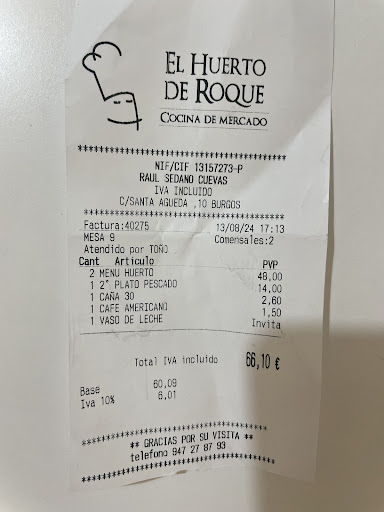 EL HUERTO
DE ROQUE
COCINA DE MERCADO
************************************
NIF/CIF 13157273-P
RAUL SEDANO CUEVAS
IVA INCLUIDO
C/SANTA AGUEDA ,10 BURGOS
************************************
Factura:40275 13/08/24 17:13
MESA 9 Comensales:2
Atendido por TOÑO
Cant Artículo PVP
2 MENU HUERTO 48,00
1 2º PLATO PESCADO 14,00
1 CAÑA 30 2,60
1 CAFE AMERICANO 1,50
1 VASO DE LECHE Invita
Total IVA incluido 66,10 €
Base 60,09
Iva 10% 6,01
************************************
** GRACIAS POR SU VISITA **
telefono 947 27 87 93
************************************